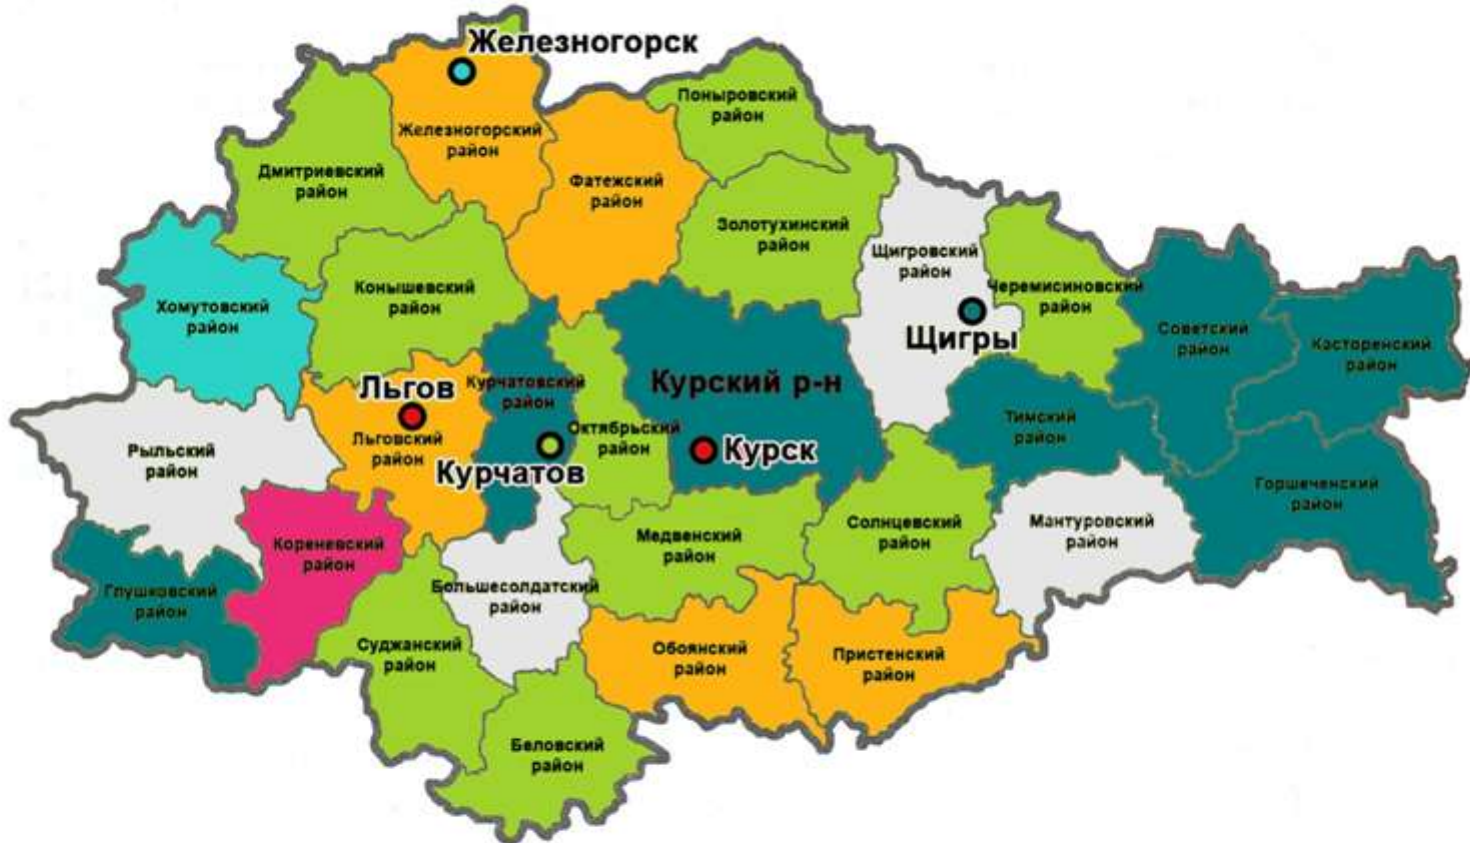 Железногорск
Поныровский
район
Железногорский
район
Дмитриевский
район
Фатежский
район
Золотухинский
район
Щигровский
район
Черемисиновский
район
Конышевский
район
Хомутовский
район
Щигры
Советский
район
Касторенский
район
Курчатовский
район
Курский р-н
Льгов
Льговский
район
Октябрьский
район
Тимский
район
Рыльский
район
Курчатов
Курск
Горшеченский
район
Солнцевский
район
Мантуровский
район
Медвенский
район
Кореневский
район
Большесолдатский
район
Глушковский
район
Суджанский
район
Обоянский
район
Пристенский
район
Беловский
район